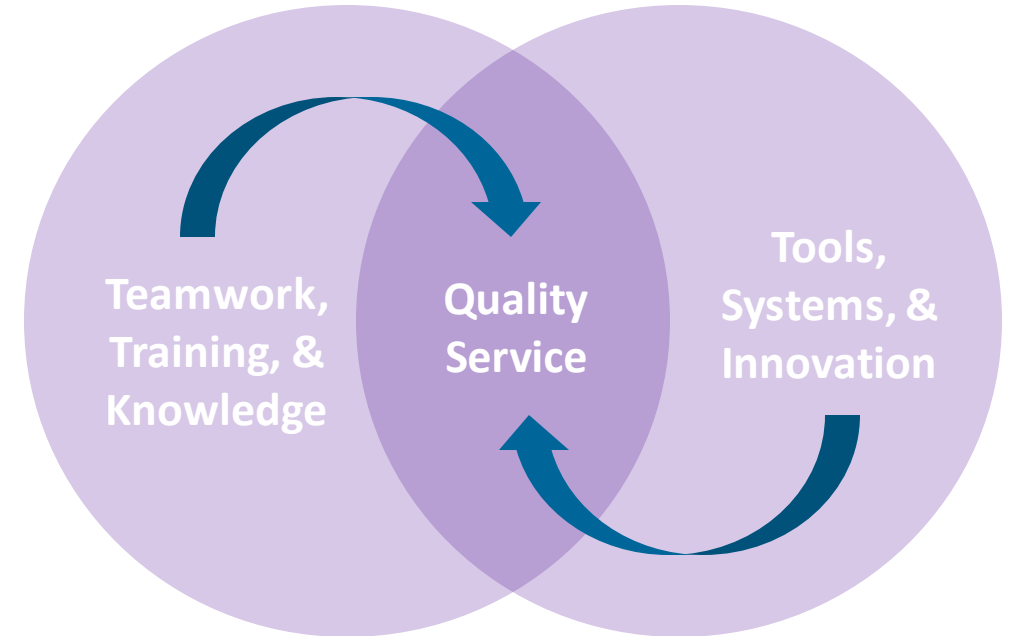 Teamwork,
Training, &
Knowledge
Quality
Service
Tools,
Systems, &
Innovation